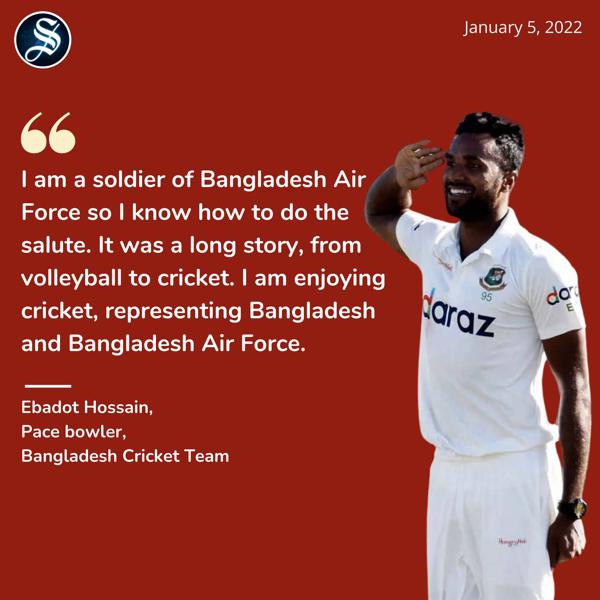 S
January 5, 2022
“
I am a soldier of Bangladesh Air
Force so I know how to do the
salute. It was a long story, from
volleyball to cricket. I am enjoying
cricket, representing Bangladesh
and Bangladesh Air Force.
Ebadot Hossain,
Pace bowler,
Bangladesh Cricket Team
95
daraz
dar
E
HungryNaki